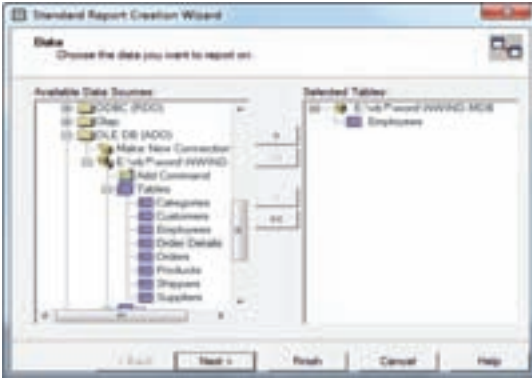 Standard Report Creation Wizard
Data
Choose the data you want to report on.
Available Data Sources:
ODBC (RDO)
Olap
OLE DB (ADO)
Make New Connection
Add Command
Tables
Categories
Customers
Employees
Order Details
Orders
Products
Shippers
Suppliers
Selected Tables:
Employees
< Back
Next >
Finish
Cancel
Help